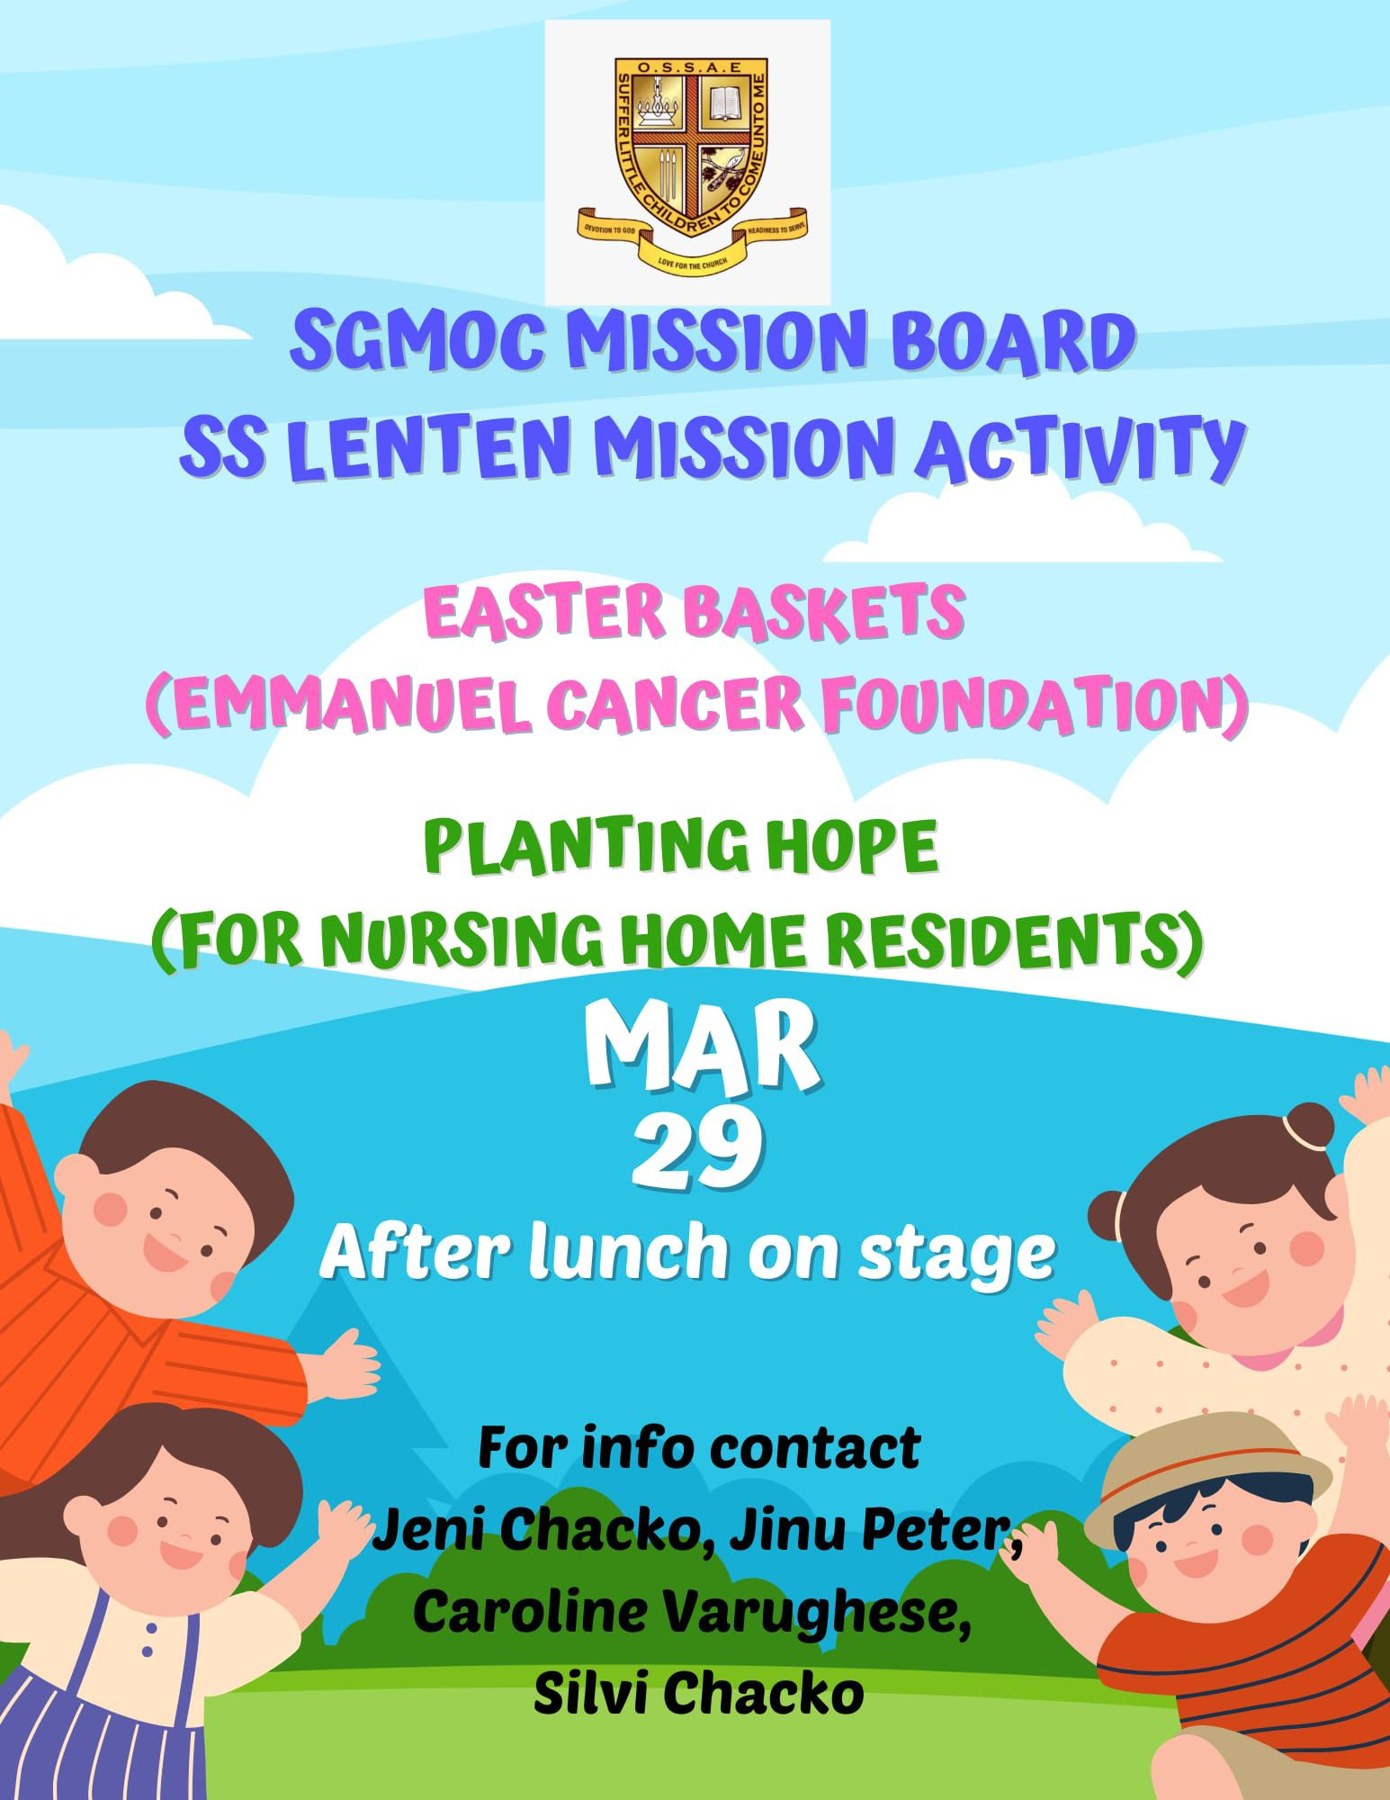 O.S.S.A.E
SUFFER LITTLE CHILDREN TO COME UNTO ME
DEVOTION TO GOD
LOVE FOR THE CHURCH
READINESS TO SERVE
SGMOC MISSION BOARD
SS LENTEN MISSION ACTIVITY
EASTER BASKETS
(EMMANUEL CANCER FOUNDATION)
PLANTING HOPE
(FOR NURSING HOME RESIDENTS)
MAR
29
After lunch on stage
For info contact
Jeni Chacko, Jinu Peter,
Caroline Varughese,
Silvi Chacko